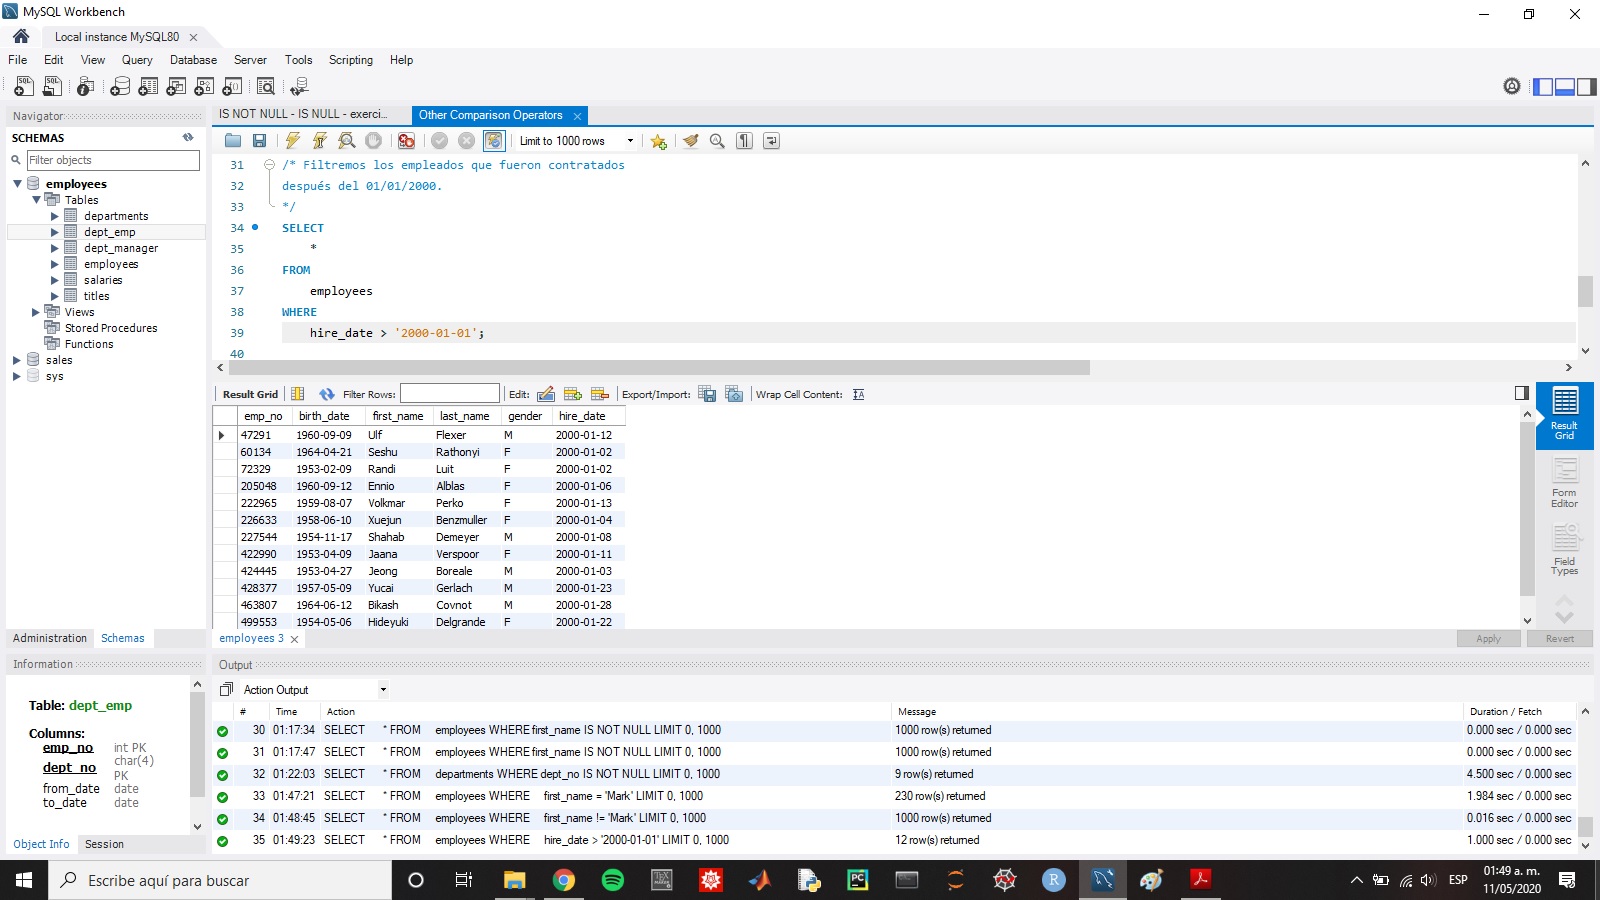 MySQL Workbench
Local instance MySQL80
File Edit View Query Database Server Tools Scripting Help
Navigator
SCHEMAS
Filter objects
employees
Tables
departments
dept_emp
dept_manager
employees
salaries
titles
Views
Stored Procedures
Functions
sales
sys
Administration Schemas
Information
Table: dept_emp
Columns:
emp_no int PK
dept_no char(4) PK
from_date date
to_date date
Object Info Session
IS NOT NULL - IS NULL - exerci...
Other Comparison Operators
Limit to 1000 rows
31 /* Filtremos los empleados que fueron contratados
32 después del 01/01/2000.
33 */
34 SELECT
35 *
36 FROM
37 employees
38 WHERE
39 hire_date > '2000-01-01';
40
Result Grid Filter Rows: Edit: Export/Import: Wrap Cell Content:
emp_no birth_date first_name last_name gender hire_date
47291 1960-09-09 Ulf Flexer M 2000-01-12
60134 1964-04-21 Seshu Rathonyi F 2000-01-02
72329 1953-02-09 Randi Luit F 2000-01-02
205048 1960-09-12 Ennio Alblas F 2000-01-06
222965 1959-08-07 Volkmar Perko F 2000-01-13
226633 1958-06-10 Xuejun Benzmuller F 2000-01-04
227544 1954-11-17 Shahab Demeyer M 2000-01-08
422990 1953-04-09 Jaana Verspoor F 2000-01-11
424445 1953-04-27 Jeong Boreale M 2000-01-03
428377 1957-05-09 Yucai Gerlach M 2000-01-23
463807 1964-06-12 Bikash Covnot M 2000-01-28
499553 1954-05-06 Hideyuki Delgrande F 2000-01-22
Result Grid
Form Editor
Field Types
employees 3
Apply Revert
Output
Action Output
# Time Action Message Duration / Fetch
30 01:17:34 SELECT * FROM employees WHERE first_name IS NOT NULL LIMIT 0, 1000 1000 row(s) returned 0.000 sec / 0.000 sec
31 01:17:47 SELECT * FROM employees WHERE first_name IS NOT NULL LIMIT 0, 1000 1000 row(s) returned 0.000 sec / 0.000 sec
32 01:22:03 SELECT * FROM departments WHERE dept_no IS NOT NULL LIMIT 0, 1000 9 row(s) returned 4.500 sec / 0.000 sec
33 01:47:21 SELECT * FROM employees WHERE first_name = 'Mark' LIMIT 0, 1000 230 row(s) returned 1.984 sec / 0.000 sec
34 01:48:45 SELECT * FROM employees WHERE first_name != 'Mark' LIMIT 0, 1000 1000 row(s) returned 0.016 sec / 0.000 sec
35 01:49:23 SELECT * FROM employees WHERE hire_date > '2000-01-01' LIMIT 0, 1000 12 row(s) returned 1.000 sec / 0.000 sec
Escribe aquí para buscar
ESP
01:49 a. m.
11/05/2020